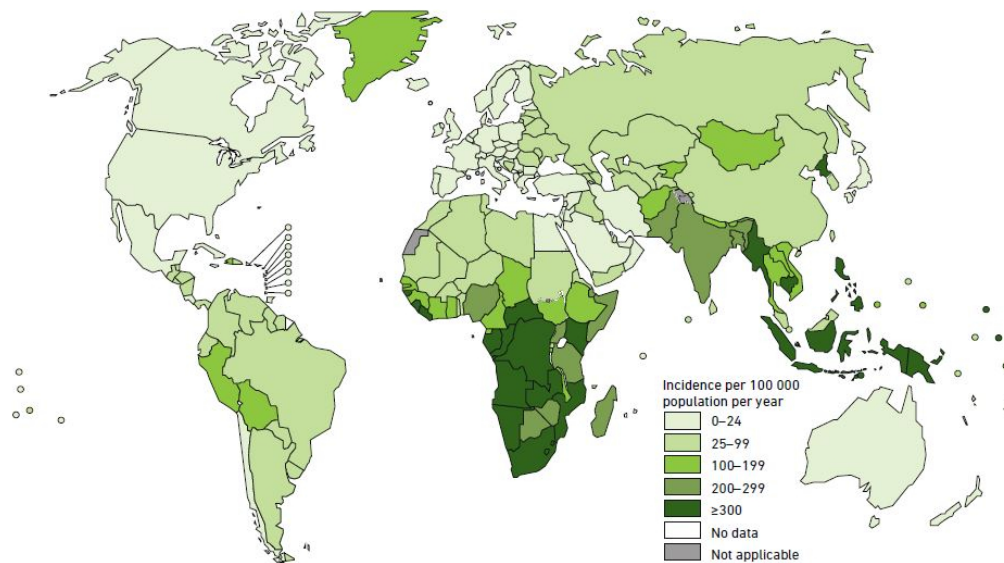 Incidence per 100 000
population per year
0–24
25–99
100–199
200–299
≥300
No data
Not applicable